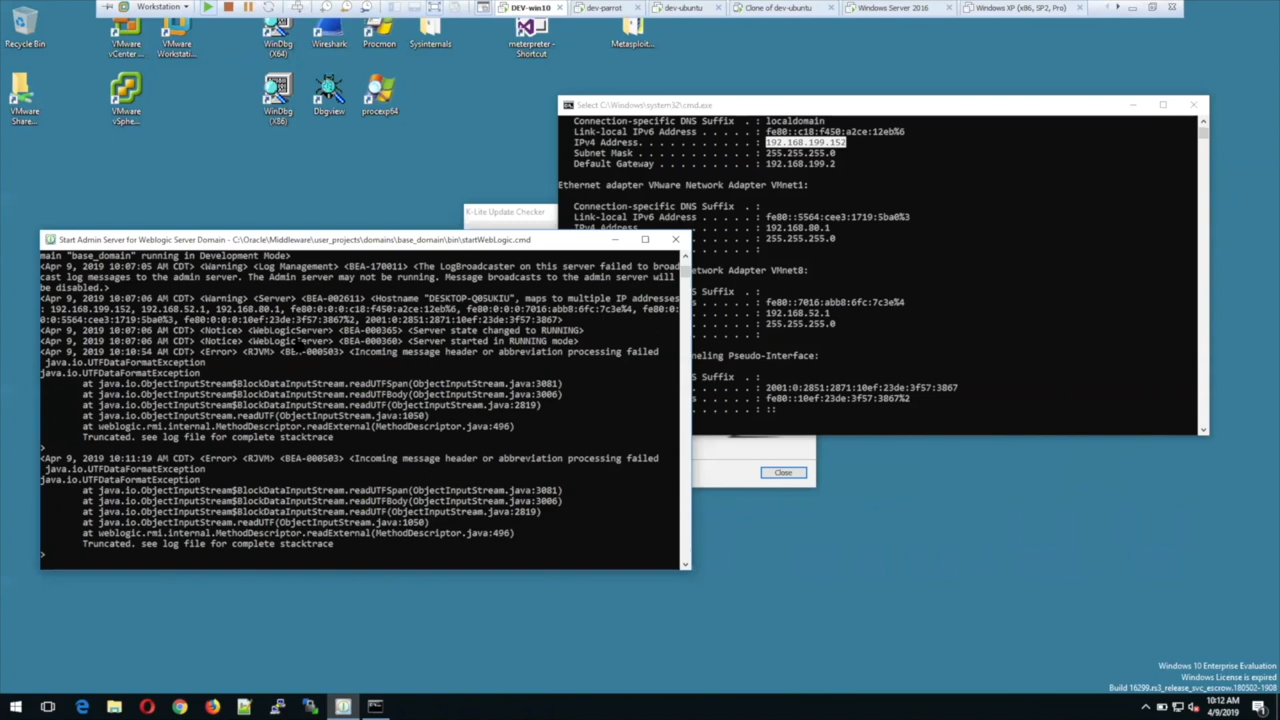 Workstation
DEV-win10
dev-parrot
dev-ubuntu
Clone of dev-ubuntu
Windows Server 2016
Windows XP (x86, SP2, Pro)
Recycle Bin
VMware
vCenter ...
VMware
Workstati...
WinDbg
(X64)
Wireshark
Procmon
Sysinternals
meterpreter -
Shortcut
Metasploit...
VMware
Share...
VMware
vSphe...
WinDbg
(X86)
Dbgview
procexp64
Select C:\Windows\system32\cmd.exe
Connection-specific DNS Suffix . : localdomain
Link-local IPv6 Address . . . . . : fe80::c18:f450:a2ce:12eb%6
IPv4 Address. . . . . . . . . . . : 192.168.199.152
Subnet Mask . . . . . . . . . . . : 255.255.255.0
Default Gateway . . . . . . . . . : 192.168.199.2
Ethernet adapter VMware Network Adapter VMnet1:
Connection-specific DNS Suffix . :
Link-local IPv6 Address . . . . . : fe80::5564:cee3:1719:5ba0%3
IPv4 Address. . . . . . . . . . . : 192.168.80.1
. . . . . : 255.255.255.0
. . . . . :
etwork Adapter VMnet8:
S Suffix . :
s . . . . . : fe80::7016:abb8:6fc:7c3e%4
. . . . . : 192.168.52.1
. . . . . : 255.255.255.0
. . . . . :
neling Pseudo-Interface:
S Suffix . :
. . . . . : 2001:0:2851:2871:10ef:23de:3f57:3867
s . . . . . : fe80::10ef:23de:3f57:3867%2
. . . . . : ::
K-Lite Update Checker
Close
Start Admin Server for Weblogic Server Domain - C:\Oracle\Middleware\user_projects\domains\base_domain\bin\startWebLogic.cmd
main "base_domain" running in Development Mode>
<Apr 9, 2019 10:07:05 AM CDT> <Warning> <Log Management> <BEA-170011> <The LogBroadcaster on this server failed to broad
cast log messages to the admin server. The Admin server may not be running. Message broadcasts to the admin server will
be disabled.>
<Apr 9, 2019 10:07:06 AM CDT> <Warning> <Server> <BEA-002611> <Hostname "DESKTOP-Q05UKIU", maps to multiple IP addresses
: 192.168.199.152, 192.168.52.1, 192.168.80.1, fe80:0:0:0:c18:f450:a2ce:12eb%6, fe80:0:0:0:7016:abb8:6fc:7c3e%4, fe80:0:
0:0:5564:cee3:1719:5ba0%3, fe80:0:0:0:10ef:23de:3f57:3867%2, 2001:0:2851:2871:10ef:23de:3f57:3867>
<Apr 9, 2019 10:07:06 AM CDT> <Notice> <WebLogicServer> <BEA-000365> <Server state changed to RUNNING>
<Apr 9, 2019 10:07:06 AM CDT> <Notice> <WebLogicServer> <BEA-000360> <Server started in RUNNING mode>
<Apr 9, 2019 10:10:54 AM CDT> <Error> <RJVM> <BEA-000503> <Incoming message header or abbreviation processing failed
java.io.UTFDataFormatException
java.io.UTFDataFormatException
at java.io.ObjectInputStream$BlockDataInputStream.readUTFSpan(ObjectInputStream.java:3081)
at java.io.ObjectInputStream$BlockDataInputStream.readUTFBody(ObjectInputStream.java:3006)
at java.io.ObjectInputStream$BlockDataInputStream.readUTF(ObjectInputStream.java:2819)
at java.io.ObjectInputStream.readUTF(ObjectInputStream.java:1050)
at weblogic.rmi.internal.MethodDescriptor.readExternal(MethodDescriptor.java:496)
Truncated. see log file for complete stacktrace
>
<Apr 9, 2019 10:11:19 AM CDT> <Error> <RJVM> <BEA-000503> <Incoming message header or abbreviation processing failed
java.io.UTFDataFormatException
java.io.UTFDataFormatException
at java.io.ObjectInputStream$BlockDataInputStream.readUTFSpan(ObjectInputStream.java:3081)
at java.io.ObjectInputStream$BlockDataInputStream.readUTFBody(ObjectInputStream.java:3006)
at java.io.ObjectInputStream$BlockDataInputStream.readUTF(ObjectInputStream.java:2819)
at java.io.ObjectInputStream.readUTF(ObjectInputStream.java:1050)
at weblogic.rmi.internal.MethodDescriptor.readExternal(MethodDescriptor.java:496)
Truncated. see log file for complete stacktrace
>
Windows 10 Enterprise Evaluation
Windows License is expired
Build 16299.rs3_release_svc_escrow.180502-1908
10:12 AM
4/9/2019